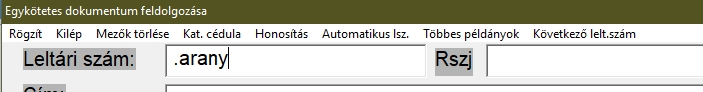 Egykötetes dokumentum feldolgozása
Rögzít Kilép Mezők törlése Kat. cédula Honosítás Automatikus lsz. Többes példányok Következő lelt.szám
Leltári szám: .arany Rszj